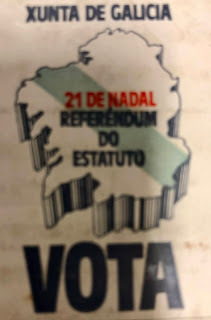 XUNTA DE GALICIA
21 DE NADAL
REFERÉNDUM
DO
ESTATUTO
VOTA